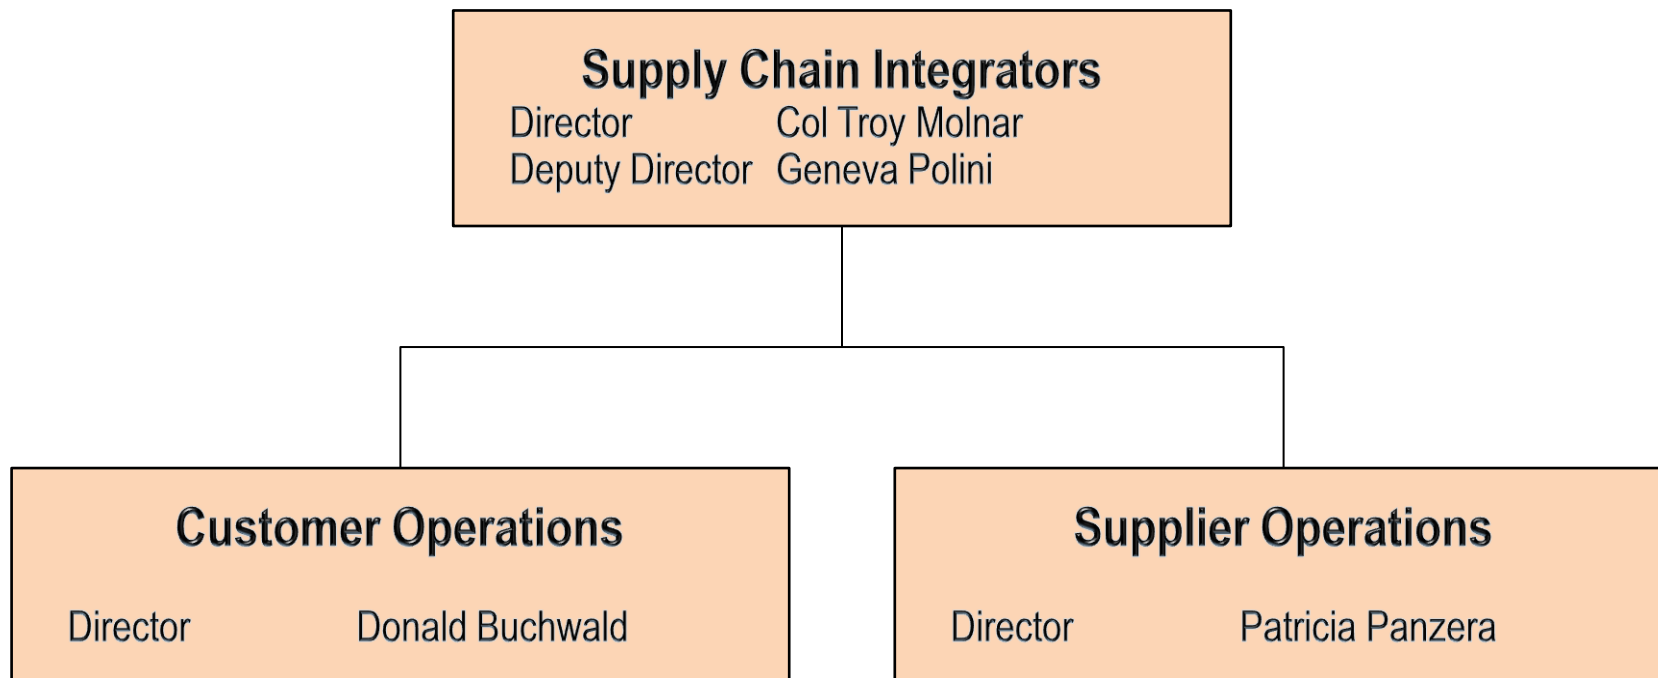 Supply Chain Integrators
Director Col Troy Molnar
Deputy Director Geneva Polini
Customer Operations
Director Donald Buchwald
Supplier Operations
Director Patricia Panzera